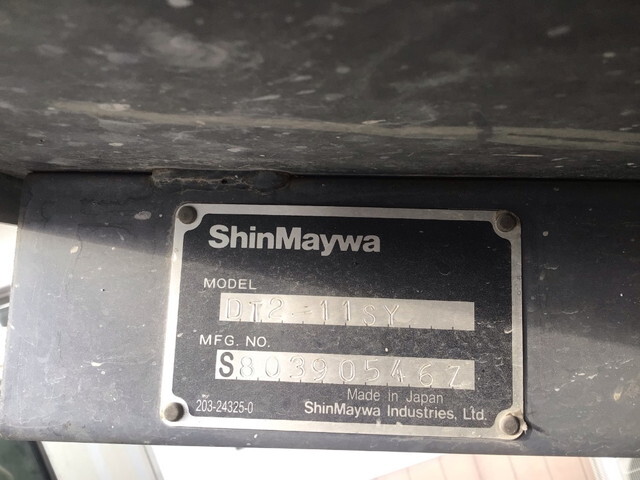 ShinMaywa
MODEL
DT2-11SY
MFG. NO.
S803905467
Made in Japan
203-24325-0
ShinMaywa Industries, Ltd.